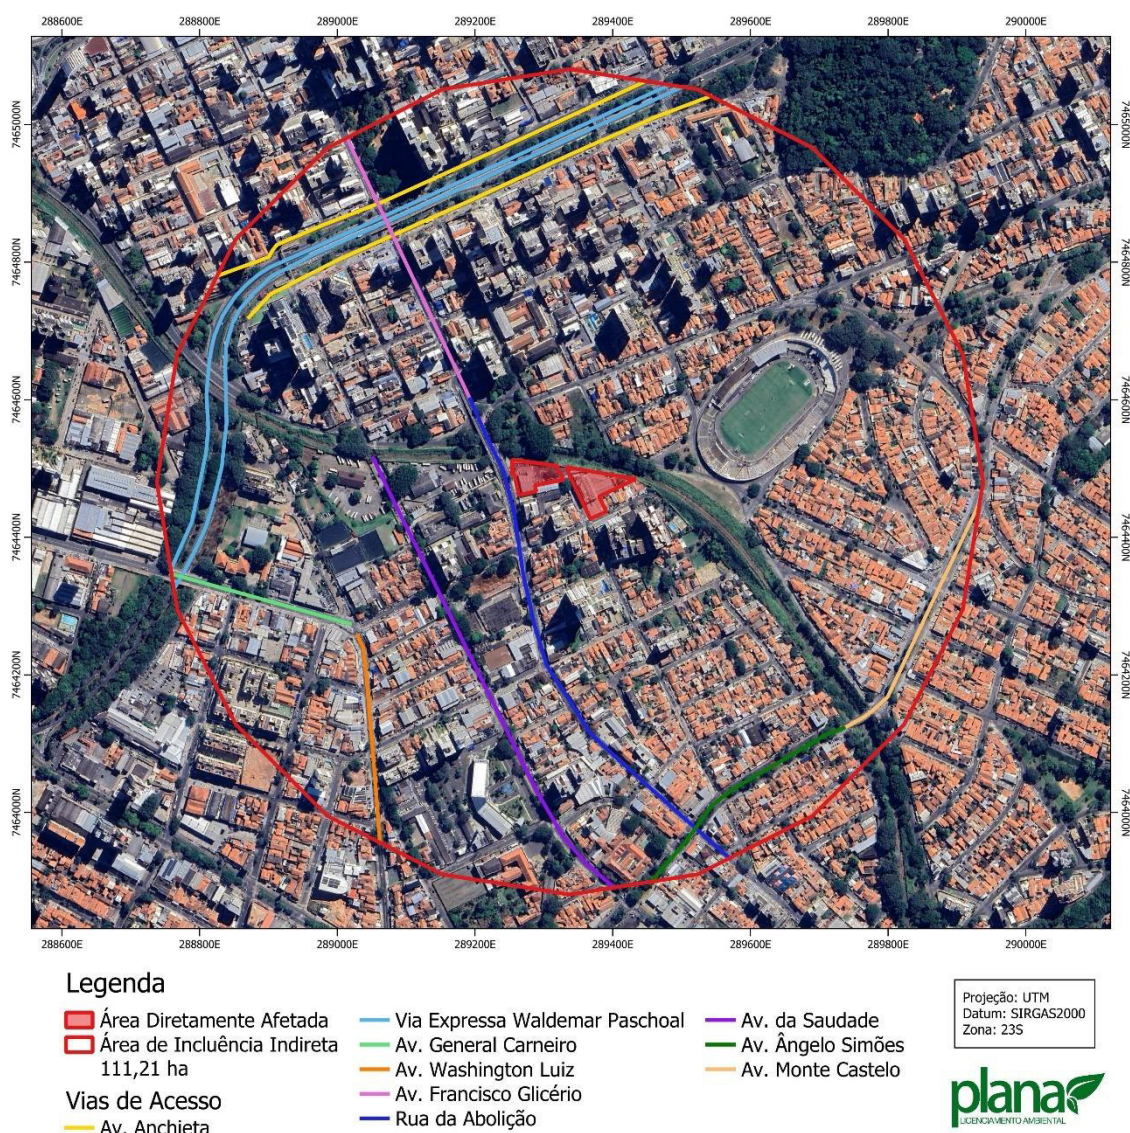 288600E 288800E 289000E 289200E 289400E 289600E 289800E 290000E
7465000N 7465000N
7464800N 7464800N
7464600N 7464600N
7464400N 7464400N
7464200N 7464200N
7464000N 7464000N
288600E 288800E 289000E 289200E 289400E 289600E 289800E 290000E
Legenda
Área Diretamente Afetada
Área de Incluência Indireta
111,21 ha
Vias de Acesso
Av. Anchieta
Via Expressa Waldemar Paschoal
Av. General Carneiro
Av. Washington Luiz
Av. Francisco Glicério
Rua da Abolição
Av. da Saudade
Av. Ângelo Simões
Av. Monte Castelo
Projeção: UTM
Datum: SIRGAS2000
Zona: 23S
plana
LICENCIAMENTO AMBIENTAL